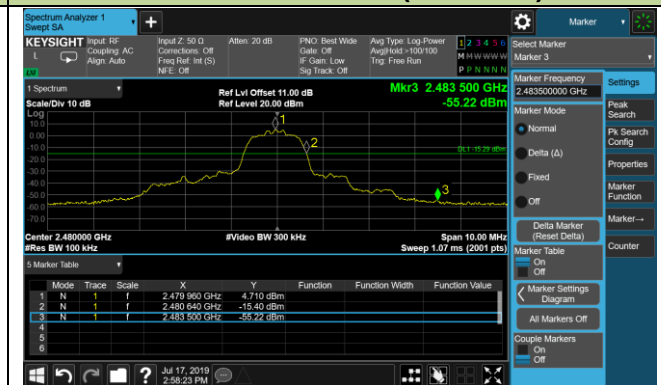 Spectrum Analyzer 1
Swept SA
Marker
KEYSIGHT
L
LW
Input: RF
Coupling: AC
Align: Auto
Input Z: 50 Ω
Corrections: Off
Freq Ref: Int (S)
NFE: Off
Atten: 20 dB
PNO: Best Wide
Gate: Off
IF Gain: Low
Sig Track: Off
Avg Type: Log-Power
Avg|Hold:>100/100
Trig: Free Run
1 2 3 4 5 6
M W W W W W
P P N N N N
Select Marker
Marker 3
1 Spectrum
Scale/Div 10 dB
Ref Lvl Offset 11.00 dB
Ref Level 20.00 dBm
Mkr3 2.483 500 GHz
-55.22 dBm
Log
10.0
0.00
-10.0
-20.0
-30.0
-40.0
-50.0
-60.0
-70.0
1
2
3
DL1 -15.29 dBm
Center 2.480000 GHz
#Res BW 100 kHz
#Video BW 300 kHz
Span 10.00 MHz
Sweep 1.07 ms (2001 pts)
5 Marker Table
Mode Trace Scale X Y Function Function Width Function Value
1 N 1 f 2.479 960 GHz 4.710 dBm
2 N 1 f 2.480 640 GHz -15.40 dBm
3 N 1 f 2.483 500 GHz -55.22 dBm
4
5
6
Marker Frequency
2.483500000 GHz
Marker Mode
Normal
Delta (Δ)
Fixed
Off
Delta Marker
(Reset Delta)
Marker Table
On
Off
Marker Settings
Diagram
All Markers Off
Couple Markers
On
Off
Settings
Peak
Search
Pk Search
Config
Properties
Marker
Function
Marker→
Counter
?
Jul 17, 2019
2:58:23 PM